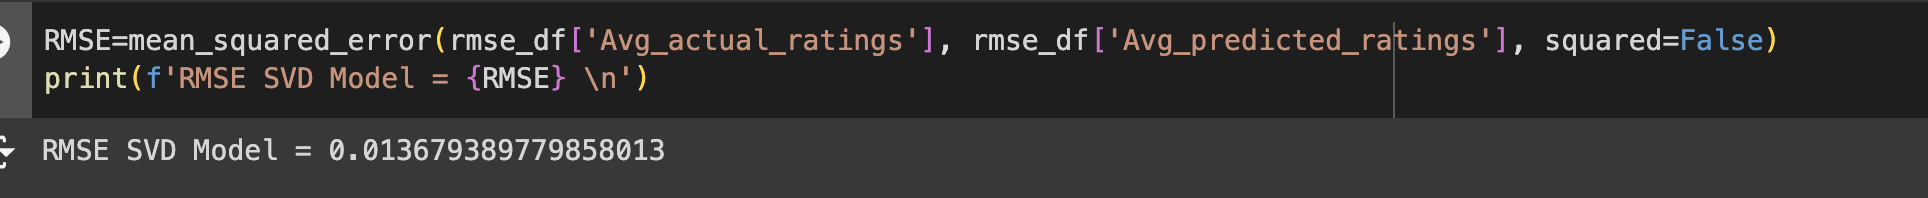 RMSE=mean_squared_error(rmse_df['Avg_actual_ratings'], rmse_df['Avg_predicted_ratings'], squared=False)
print(f'RMSE SVD Model = {RMSE} \n')
RMSE SVD Model = 0.013679389779858013